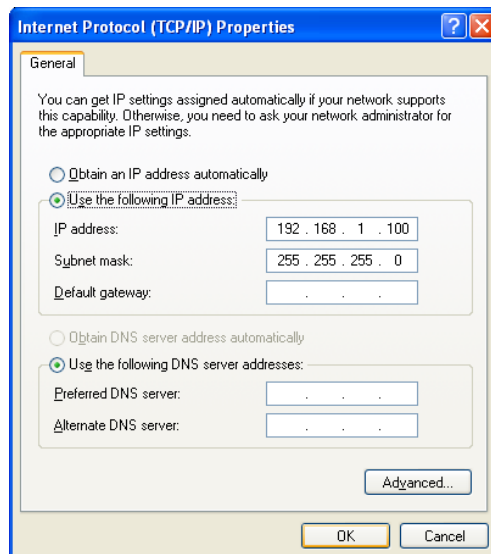 Internet Protocol (TCP/IP) Properties
General
You can get IP settings assigned automatically if your network supports
this capability. Otherwise, you need to ask your network administrator for
the appropriate IP settings.
Obtain an IP address automatically
Use the following IP address:
IP address: 192 . 168 . 1 . 100
Subnet mask: 255 . 255 . 255 . 0
Default gateway: . . .
Obtain DNS server address automatically
Use the following DNS server addresses:
Preferred DNS server: . . .
Alternate DNS server: . . .
Advanced...
OK Cancel